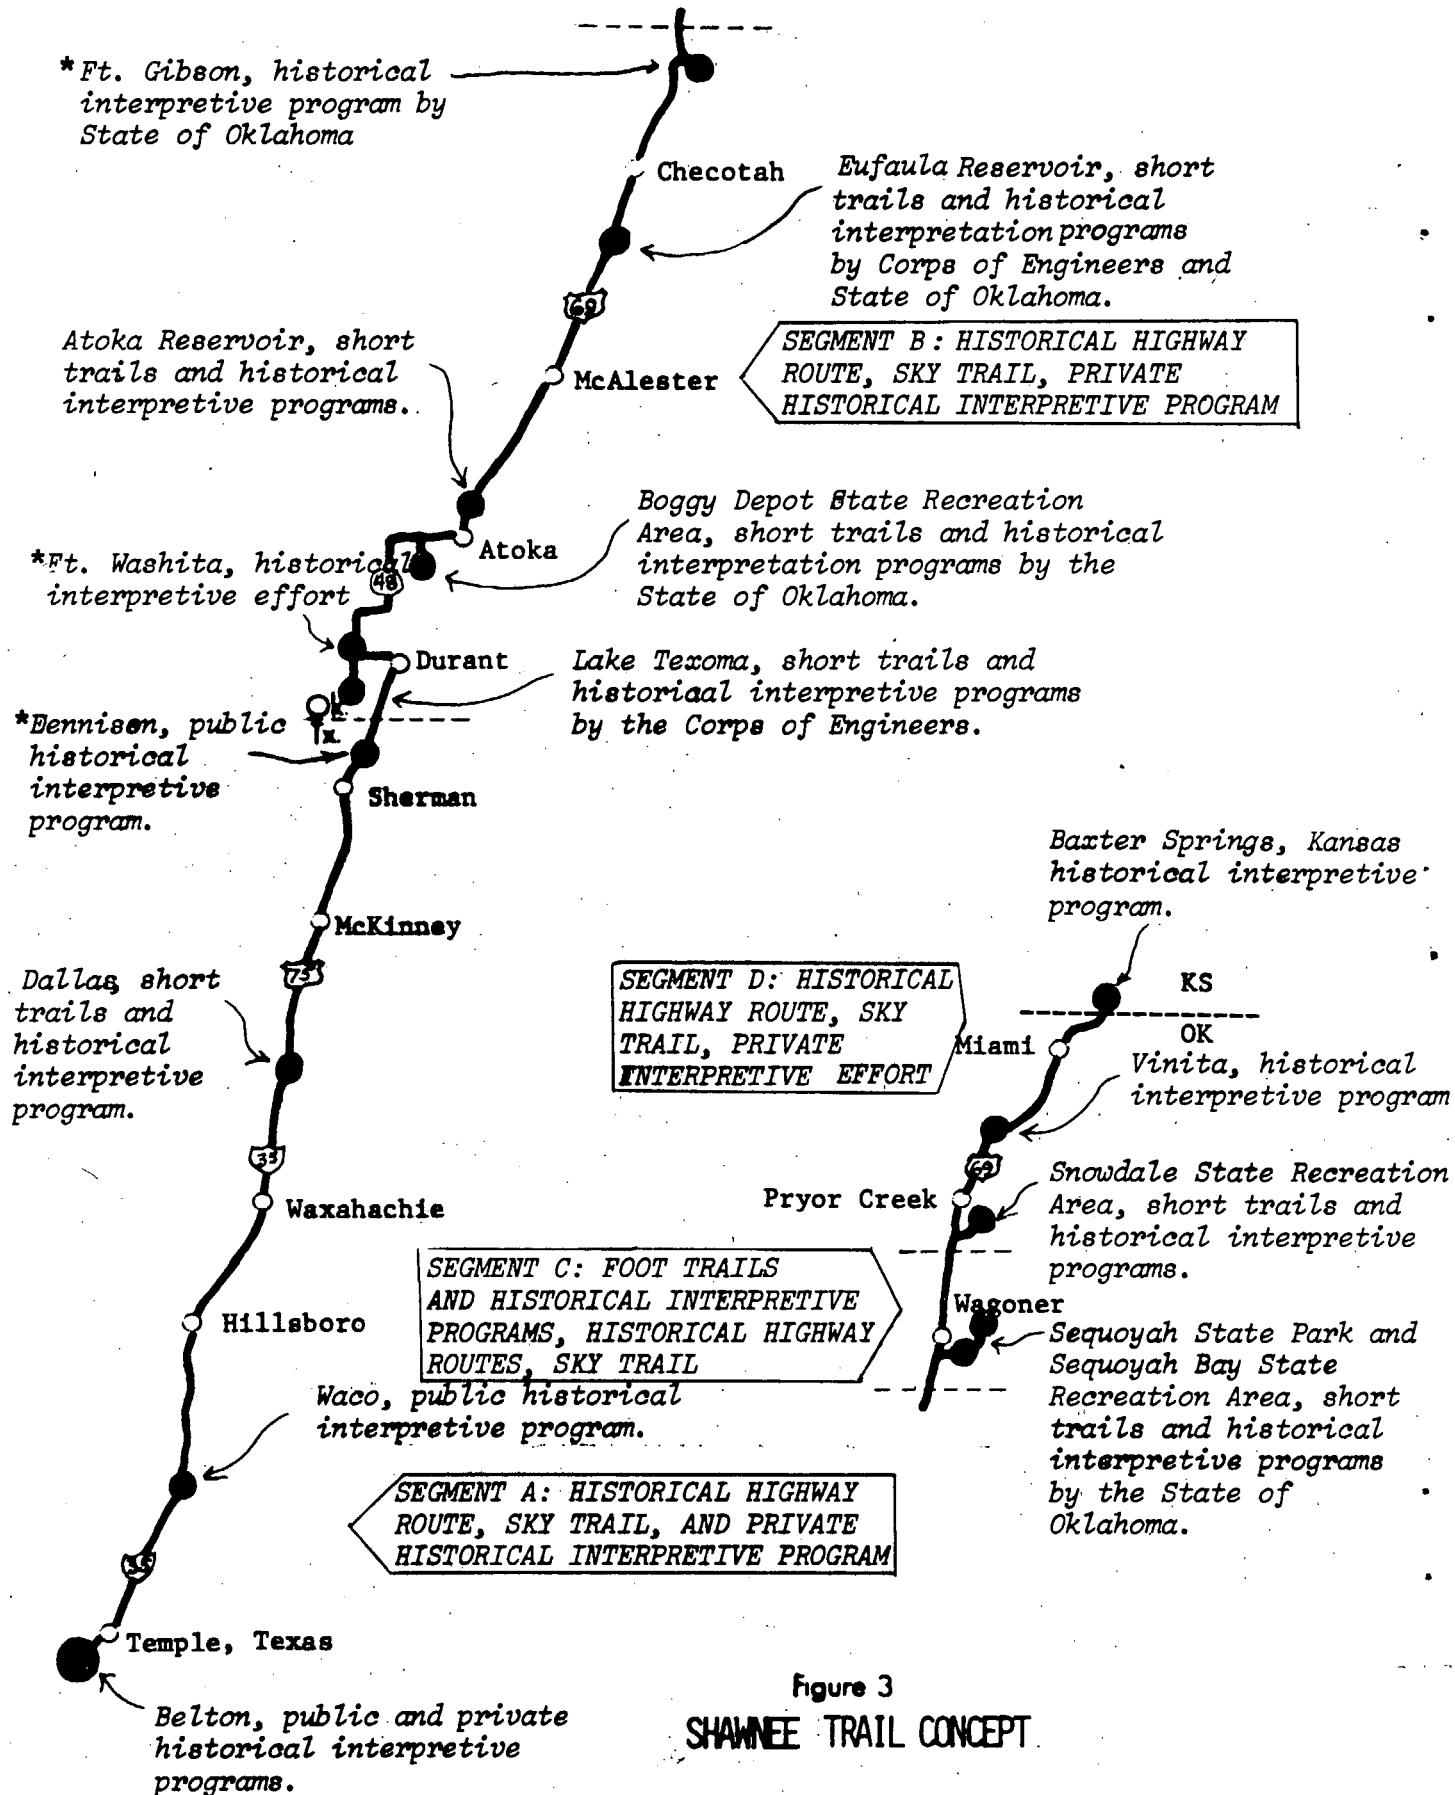 *Ft. Gibson, historical
interpretive program by
State of Oklahoma
Checotah
Eufaula Reservoir, short
trails and historical
interpretation programs
by Corps of Engineers and
State of Oklahoma.
69
Atoka Reservoir, short
trails and historical
interpretive programs.
McAlester
SEGMENT B: HISTORICAL HIGHWAY
ROUTE, SKY TRAIL, PRIVATE
HISTORICAL INTERPRETIVE PROGRAM
Boggy Depot State Recreation
Area, short trails and historical
interpretation programs by the
State of Oklahoma.
Atoka
*Ft. Washita, historical
interpretive effort
48
Durant
Lake Texoma, short trails and
historiaal interpretive programs
by the Corps of Engineers.
*Dennison, public
historical
interpretive
program.
Sherman
McKinney
75
Dallas, short
trails and
historical
interpretive
program.
35
Waxahachie
Hillsboro
Waco, public historical
interpretive program.
SEGMENT A: HISTORICAL HIGHWAY
ROUTE, SKY TRAIL, AND PRIVATE
HISTORICAL INTERPRETIVE PROGRAM
35
Temple, Texas
Belton, public and private
historical interpretive
programs.
Baxter Springs, Kansas
historical interpretive
program.
KS
OK
SEGMENT D: HISTORICAL
HIGHWAY ROUTE, SKY
TRAIL, PRIVATE
INTERPRETIVE EFFORT
Miami
Vinita, historical
interpretive program
69
Pryor Creek
Snowdale State Recreation
Area, short trails and
historical interpretive
programs.
SEGMENT C: FOOT TRAILS
AND HISTORICAL INTERPRETIVE
PROGRAMS, HISTORICAL HIGHWAY
ROUTES, SKY TRAIL
Wagoner
Sequoyah State Park and
Sequoyah Bay State
Recreation Area, short
trails and historical
interpretive programs
by the State of
Oklahoma.
Figure 3
SHAWNEE TRAIL CONCEPT